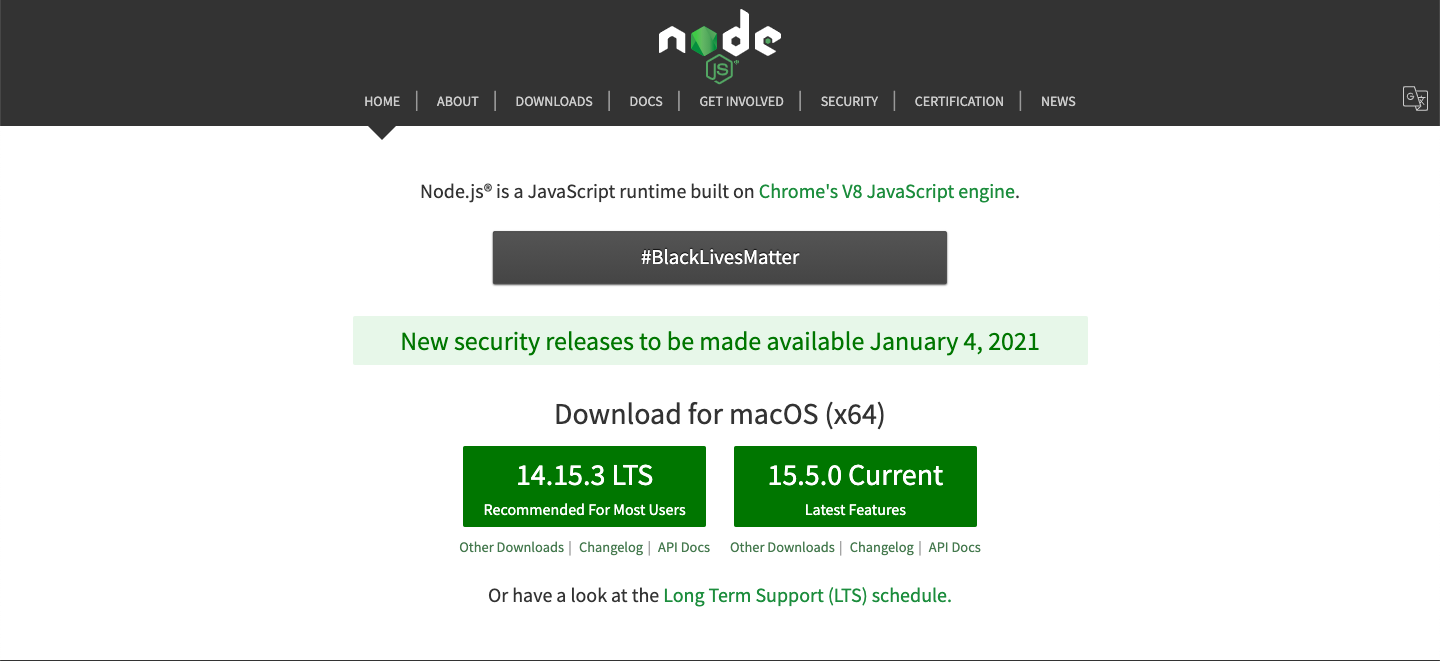 node
JS
HOME | ABOUT | DOWNLOADS | DOCS | GET INVOLVED | SECURITY | CERTIFICATION | NEWS
G 文
Node.js® is a JavaScript runtime built on Chrome's V8 JavaScript engine.
#BlackLivesMatter
New security releases to be made available January 4, 2021
Download for macOS (x64)
14.15.3 LTS
Recommended For Most Users
Other Downloads | Changelog | API Docs
15.5.0 Current
Latest Features
Other Downloads | Changelog | API Docs
Or have a look at the Long Term Support (LTS) schedule.